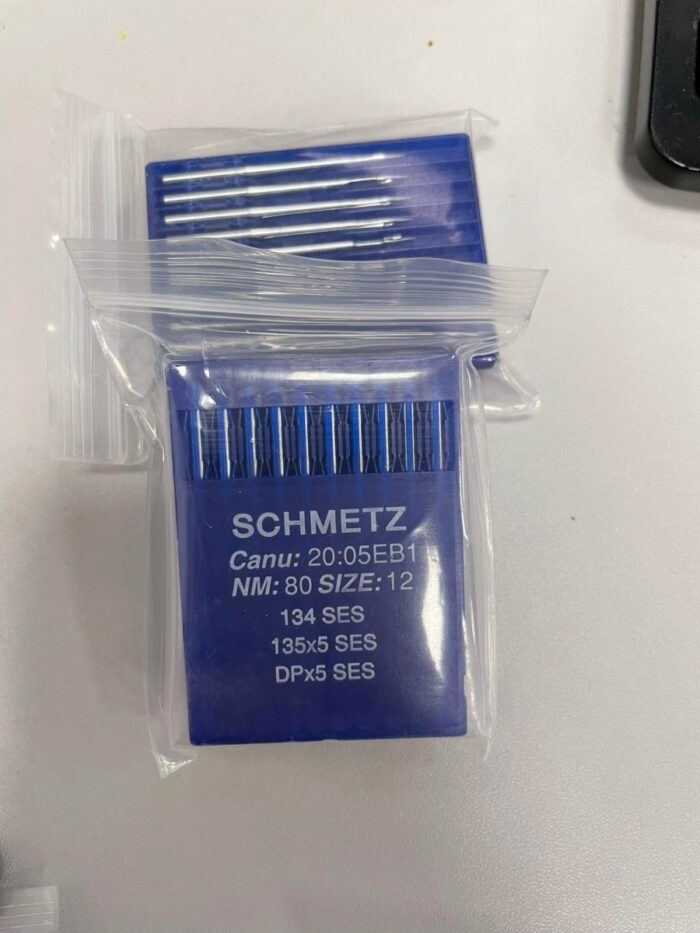 SCHMETZ
Canu: 20:05EB1
NM: 80 SIZE: 12
134 SES
135x5 SES
DPx5 SES